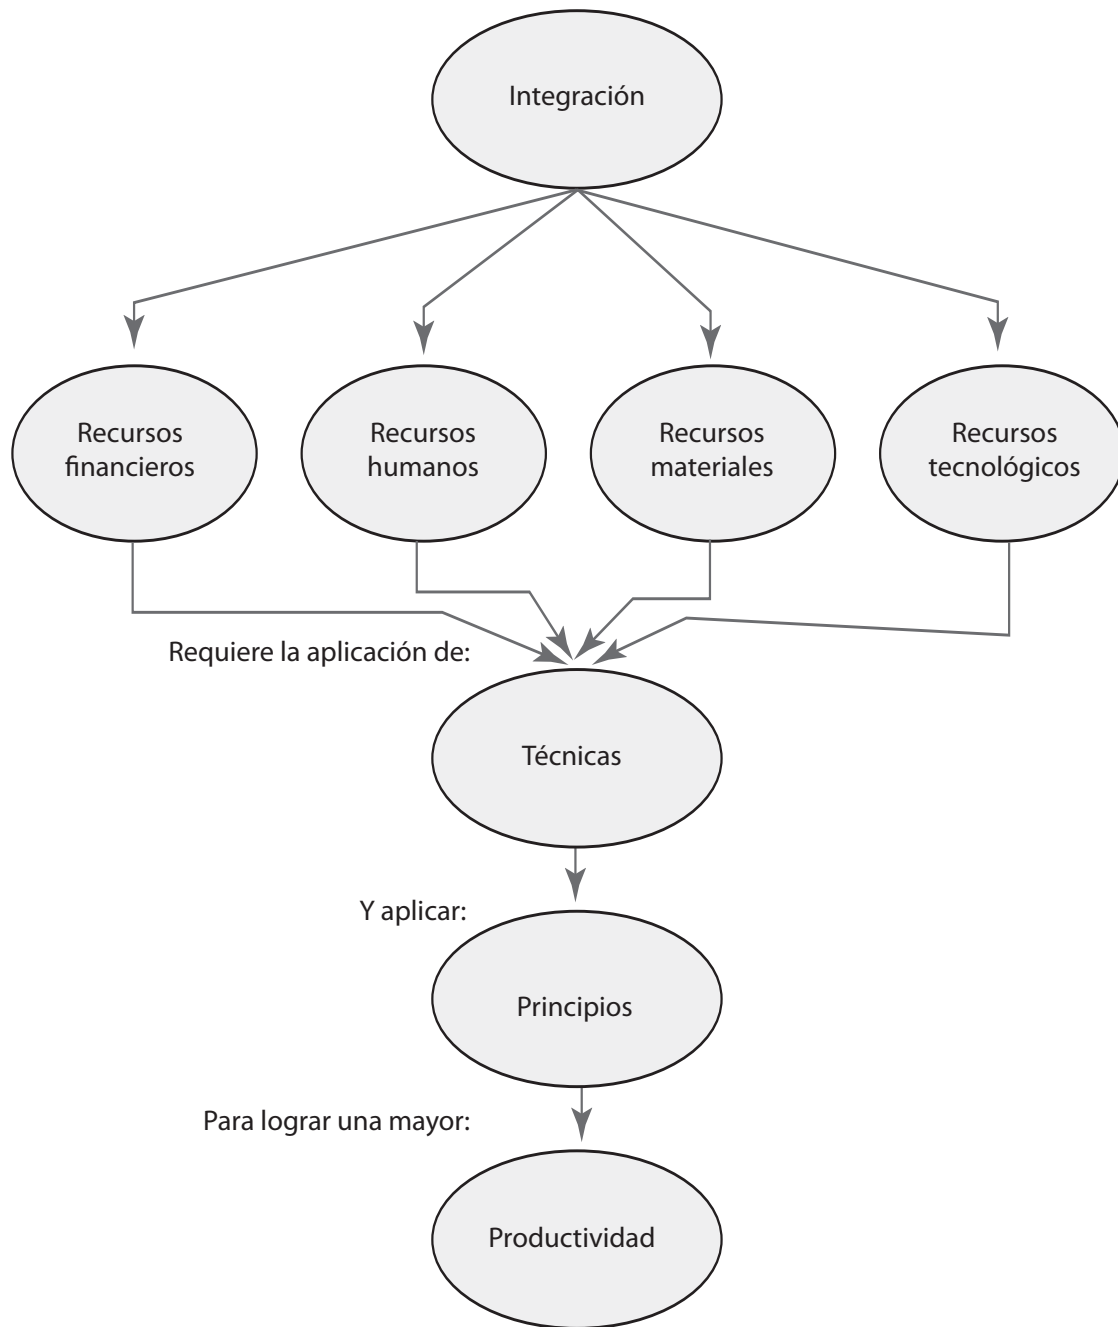 Integración
Recursos
financieros
Recursos
humanos
Recursos
materiales
Recursos
tecnológicos
Requiere la aplicación de:
Técnicas
Y aplicar:
Principios
Para lograr una mayor:
Productividad